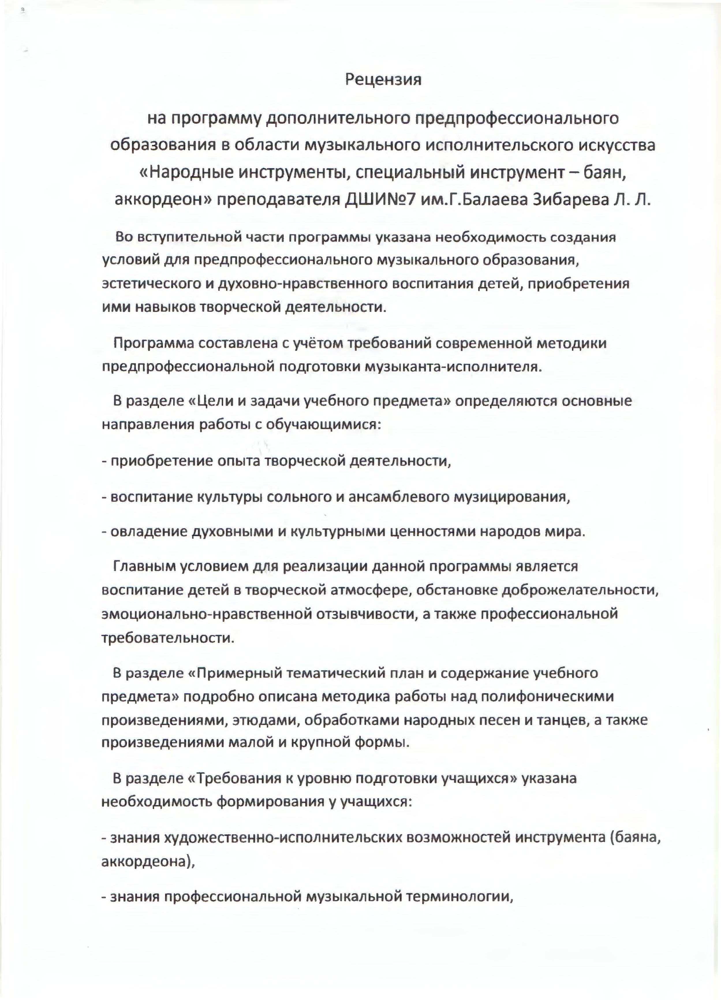 Рецензия
на программу дополнительного предпрофессионального
образования в области музыкального исполнительского искусства
«Народные инструменты, специальный инструмент – баян,
аккордеон» преподавателя ДШИ№7 им.Г.Балаева Зибарева Л. Л.
Во вступительной части программы указана необходимость создания
условий для предпрофессионального музыкального образования,
эстетического и духовно-нравственного воспитания детей, приобретения
ими навыков творческой деятельности.
Программа составлена с учётом требований современной методики
предпрофессиональной подготовки музыканта-исполнителя.
В разделе «Цели и задачи учебного предмета» определяются основные
направления работы с обучающимися:
- приобретение опыта творческой деятельности,
- воспитание культуры сольного и ансамблевого музицирования,
- овладение духовными и культурными ценностями народов мира.
Главным условием для реализации данной программы является
воспитание детей в творческой атмосфере, обстановке доброжелательности,
эмоционально-нравственной отзывчивости, а также профессиональной
требовательности.
В разделе «Примерный тематический план и содержание учебного
предмета» подробно описана методика работы над полифоническими
произведениями, этюдами, обработками народных песен и танцев, а также
произведениями малой и крупной формы.
В разделе «Требования к уровню подготовки учащихся» указана
необходимость формирования у учащихся:
- знания художественно-исполнительских возможностей инструмента (баяна,
аккордеона),
- знания профессиональной музыкальной терминологии,